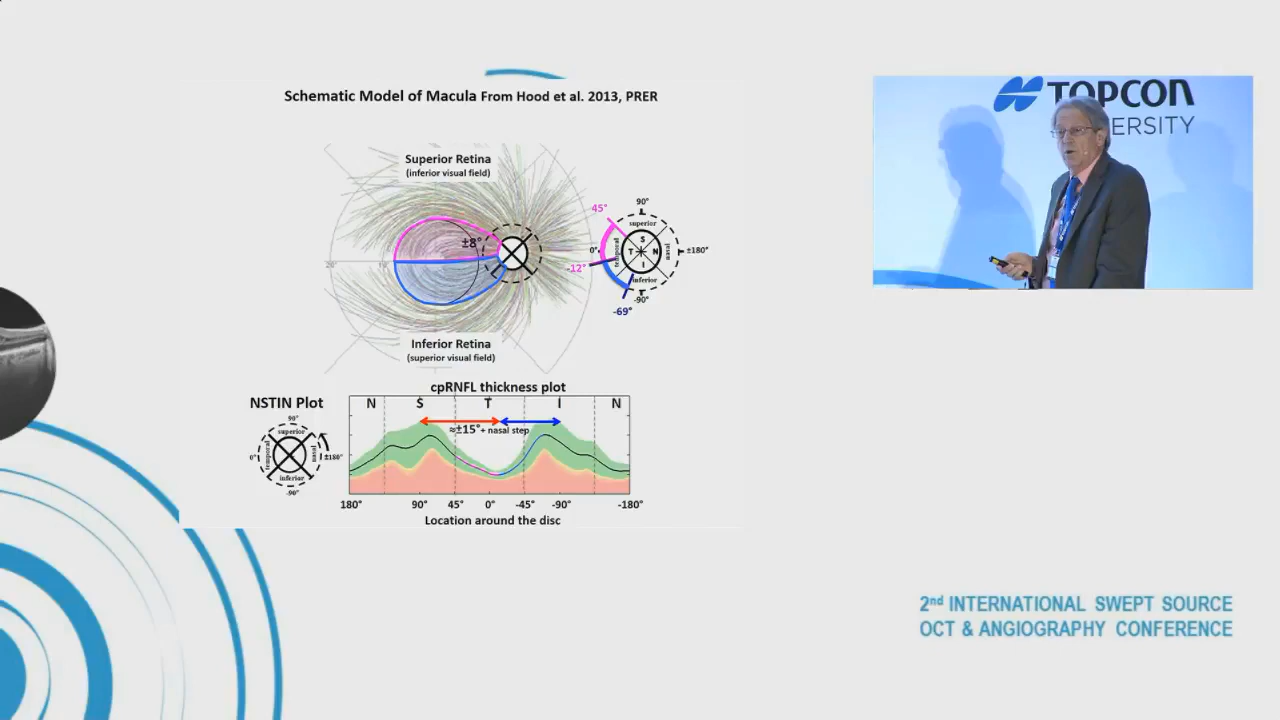 Schematic Model of Macula From Hood et al. 2013, PRER
Superior Retina
(inferior visual field)
±8°
20°
Inferior Retina
(superior visual field)
90°
45°
superior
0°
temporal
S
T
N
I
nasal
±180°
-12°
inferior
-90°
-69°
cpRNFL thickness plot
NSTIN Plot
90°
superior
0°
temporal
nasal
±180°
inferior
-90°
N S T I N
≈±15° + nasal step
180° 90° 45° 0° -45° -90° -180°
Location around the disc
TOPCON
ERSITY
2nd INTERNATIONAL SWEPT SOURCE
OCT & ANGIOGRAPHY CONFERENCE